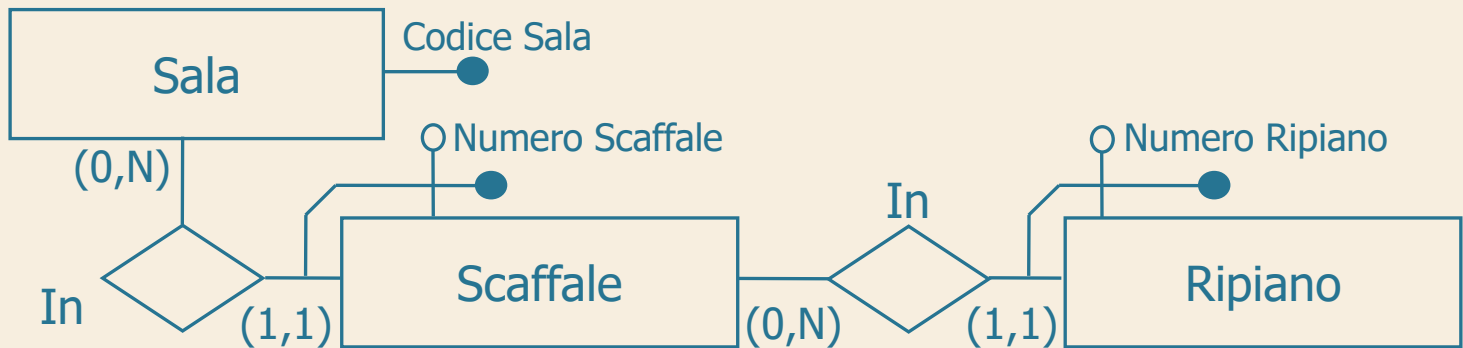 Codice Sala
Sala
(0,N)
Numero Scaffale
Numero Ripiano
In
Scaffale
Ripiano
In
(1,1)
(0,N)
(1,1)